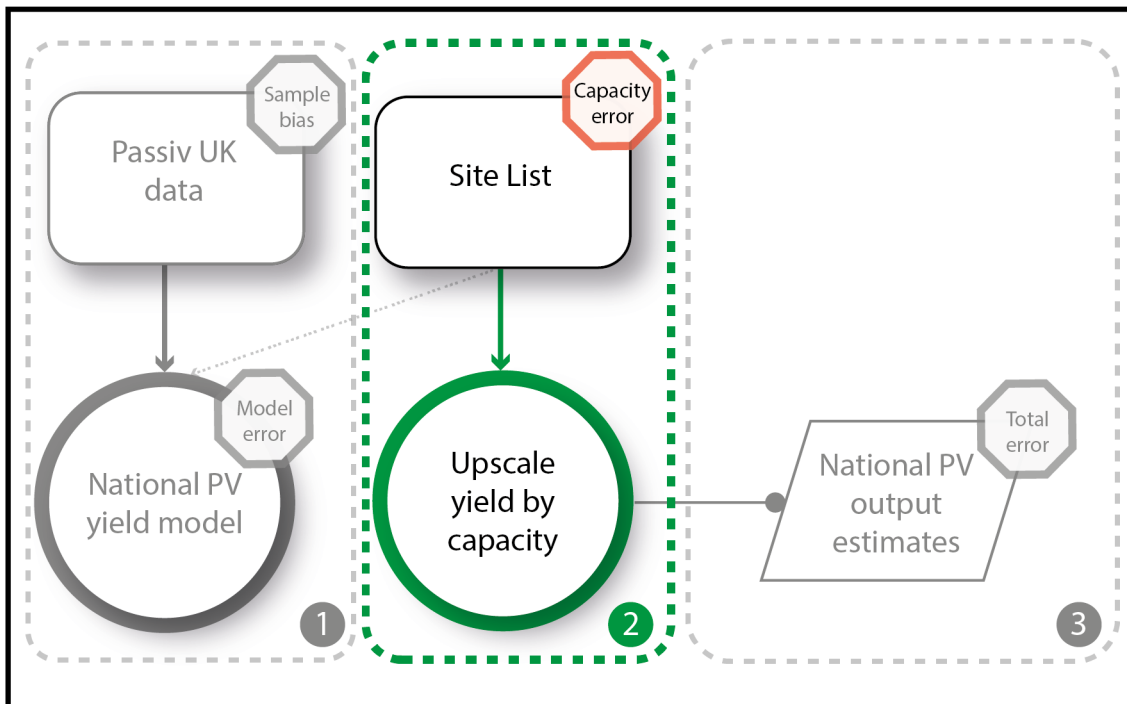 Sample
bias
Passiv UK
data
Model
error
National PV
yield model
1
Capacity
error
Site List
Upscale
yield by
capacity
2
Total
error
National PV
output
estimates
3